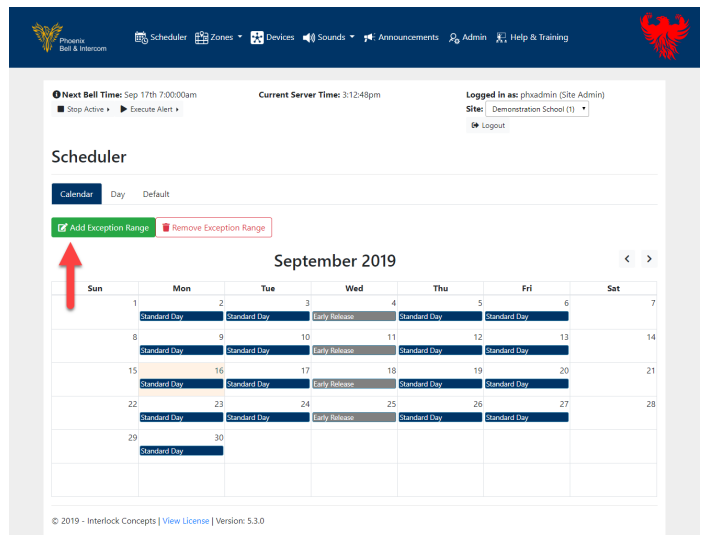 Phoenix
Bell & Intercom
Scheduler Zones Devices Sounds Announcements Admin Help & Training
Next Bell Time: Sep 17th 7:00:00am Current Server Time: 3:12:48pm Logged in as: phxadmin (Site Admin)
Stop Active Execute Alert Site: Demonstration School (1)
Logout
Scheduler
Calendar Day Default
Add Exception Range Remove Exception Range
September 2019
Sun Mon Tue Wed Thu Fri Sat
1 2 3 4 5 6 7
Standard Day Standard Day Early Release Standard Day Standard Day
8 9 10 11 12 13 14
Standard Day Standard Day Early Release Standard Day Standard Day
15 16 17 18 19 20 21
Standard Day Standard Day Early Release Standard Day Standard Day
22 23 24 25 26 27 28
Standard Day Standard Day Early Release Standard Day Standard Day
29 30
Standard Day
© 2019 - Interlock Concepts | View License | Version: 5.3.0